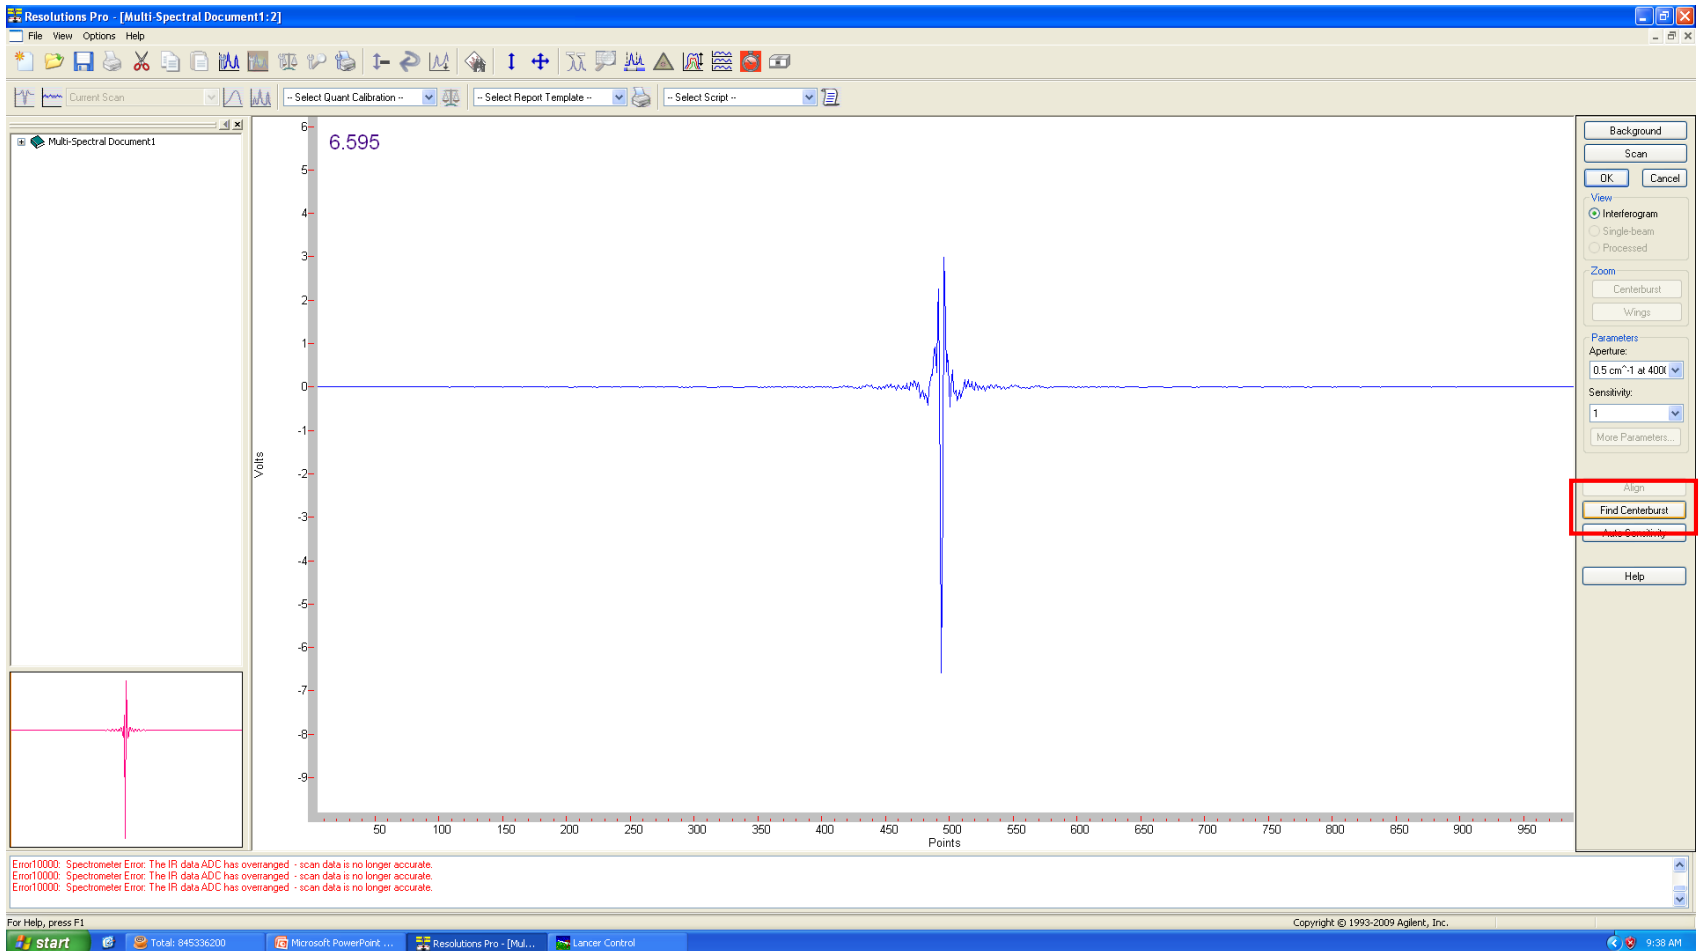 Resolutions Pro - [Multi-Spectral Document1:2]
File View Options Help
Current Scan
-- Select Quant Calibration --
-- Select Report Template --
-- Select Script --
Multi-Spectral Document1
6.595
6
5
4
3
2
1
0
-1
-2
-3
-4
-5
-6
-7
-8
-9
Volts
50 100 150 200 250 300 350 400 450 500 550 600 650 700 750 800 850 900 950
Points
Background
Scan
OK Cancel
View
Interferogram
Single-beam
Processed
Zoom
Centerburst
Wings
Parameters
Aperture:
0.5 cm^-1 at 400(
Sensitivity:
1
More Parameters...
Align
Find Centerburst
Auto Sensitivity
Help
Error10000: Spectrometer Error: The IR data ADC has overranged - scan data is no longer accurate.
Error10000: Spectrometer Error: The IR data ADC has overranged - scan data is no longer accurate.
Error10000: Spectrometer Error: The IR data ADC has overranged - scan data is no longer accurate.
For Help, press F1
Copyright © 1993-2009 Agilent, Inc.
start
Total: 845336200
Microsoft PowerPoint ...
Resolutions Pro - [Mul...
Lancer Control
9:38 AM